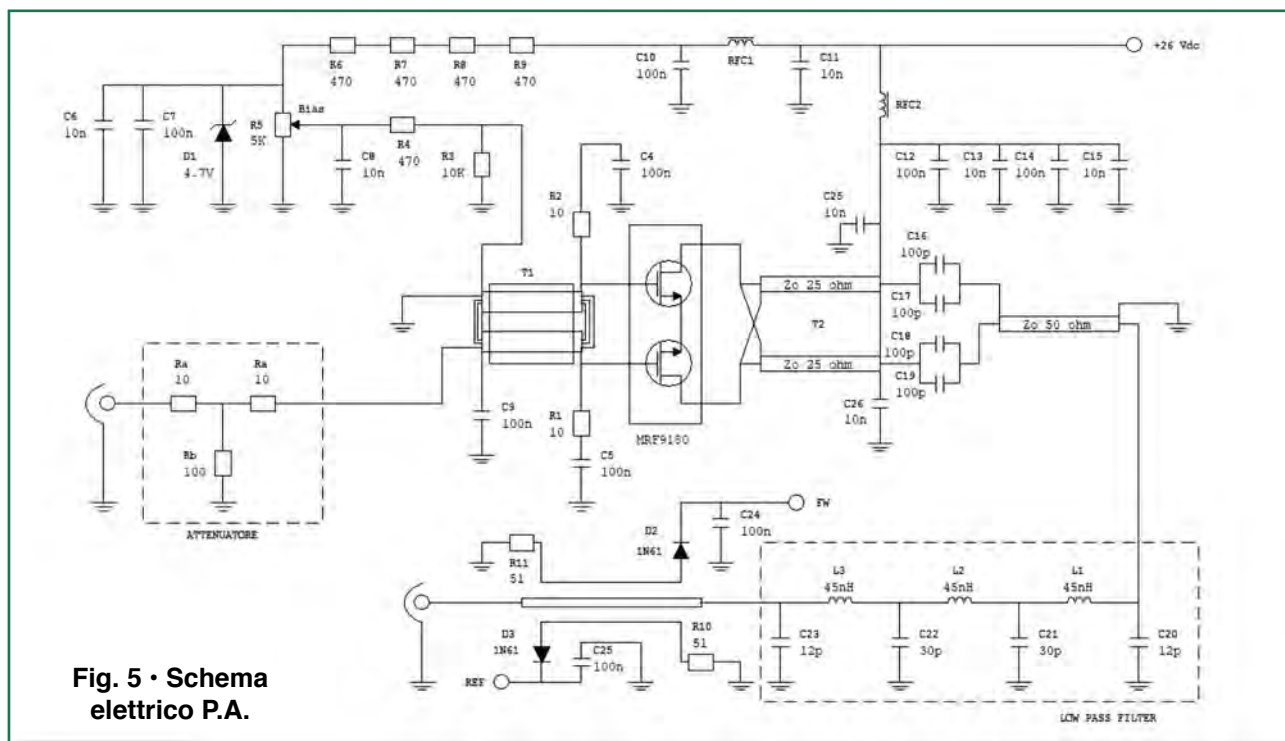 +26 Vdc
R6
470
R7
470
R8
470
R9
470
C10
100n
RFC1
C11
10n
RFC2
C6
10n
C7
100n
D1
4.7V
R5
5K
Bias
C8
10n
R4
470
R3
10K
C4
100n
R2
10
C12
100n
C13
10n
C14
100n
C15
10n
C25
10n
C16
100p
C17
100p
C18
100p
C19
100p
T1
Zo 25 ohm
T2
Zo 25 ohm
Zo 50 ohm
Ra
10
Ra
10
Rb
100
ATTENUATORE
C9
100n
R1
10
C5
100n
MRF9180
C26
10n
FW
D2
1N61
C24
100n
R11
51
L3
45nH
L2
45nH
L1
45nH
D3
1N61
C25
100n
R10
51
REF
C23
12p
C22
30p
C21
30p
C20
12p
LOW PASS FILTER
Fig. 5 • Schema
elettrico P.A.